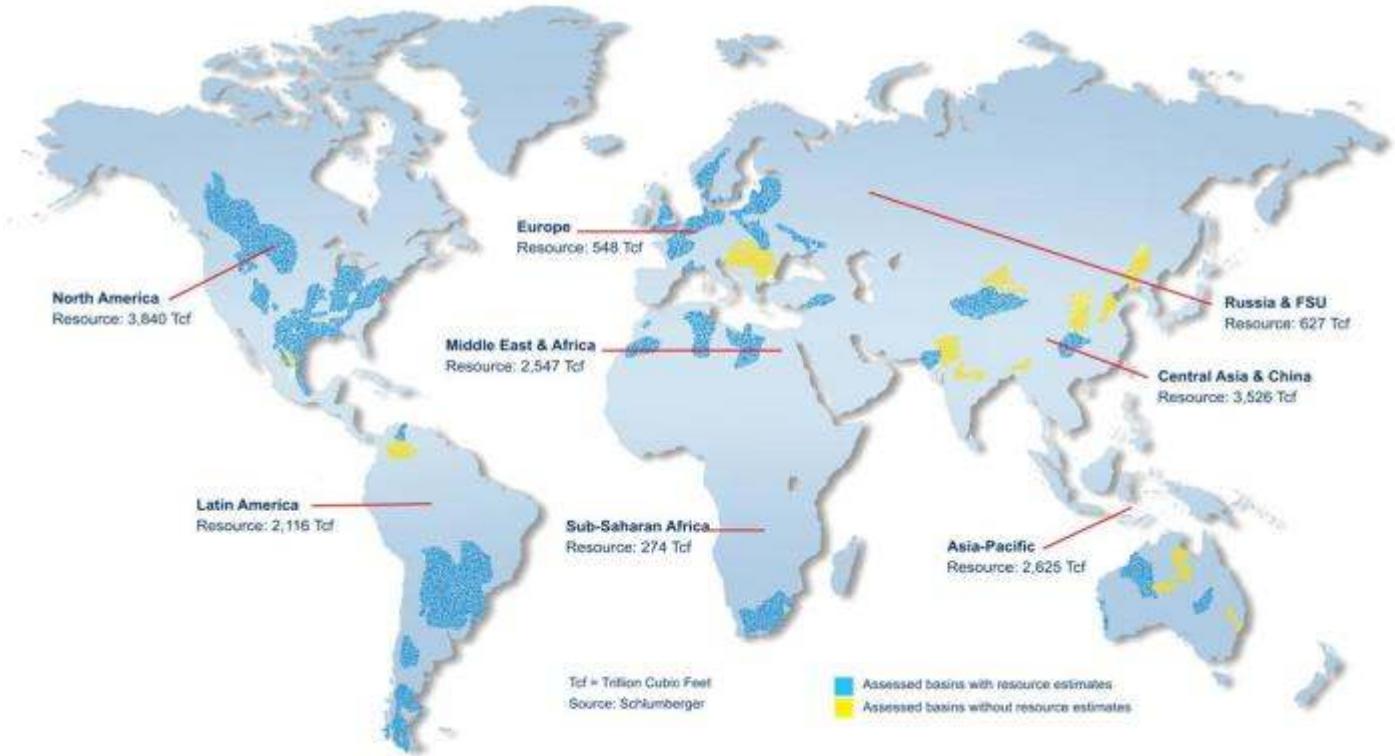 Europe
Resource: 548 Tcf
North America
Resource: 3,840 Tcf
Russia & FSU
Resource: 627 Tcf
Middle East & Africa
Resource: 2,547 Tcf
Central Asia & China
Resource: 3,526 Tcf
Latin America
Resource: 2,116 Tcf
Sub-Saharan Africa
Resource: 274 Tcf
Asia-Pacific
Resource: 2,625 Tcf
Tcf = Trillion Cubic Feet
Source: Schlumberger
Assessed basins with resource estimates
Assessed basins without resource estimates